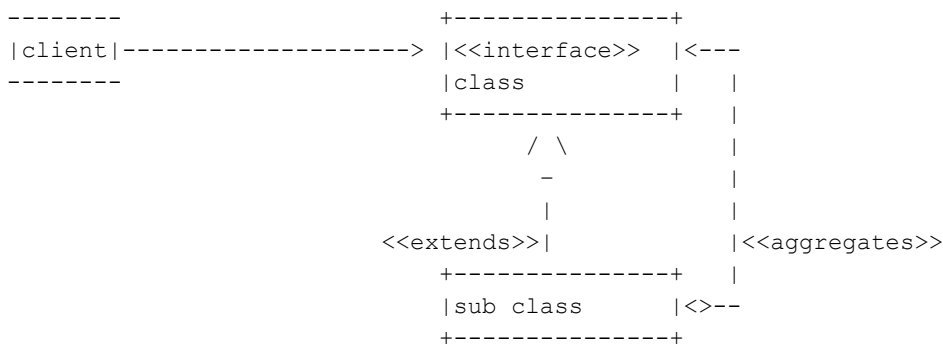 --------                       +---------------+
|client|--------------------> |<<interface>>  |<---
--------                       |class          |   |
                               +---------------+   |
                                     / \           |
                                      -            |
                                      |            |
                           <<extends>>|            |<<aggregates>>
                               +---------------+   |
                               |sub class      |<>--
                               +---------------+